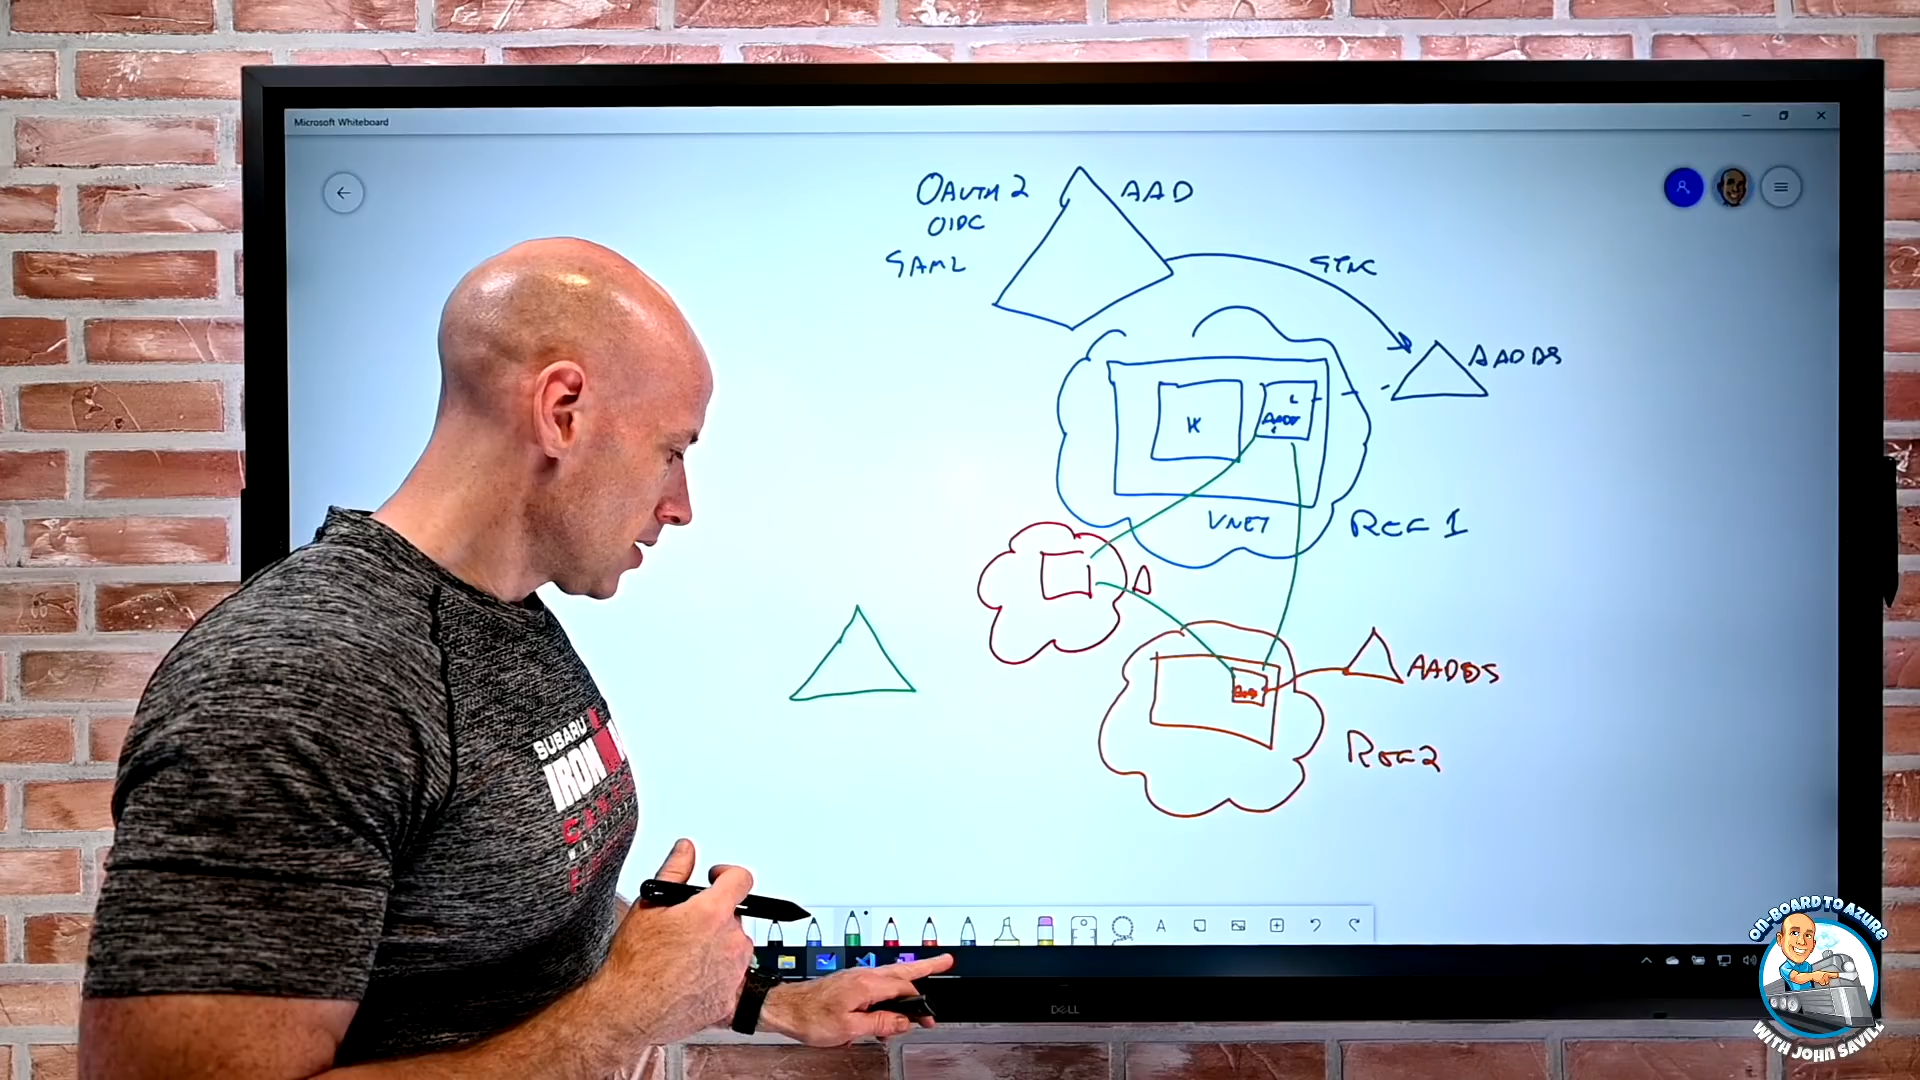 Microsoft Whiteboard
OAUTH 2
AAD
OIDC
SAML
SYNC
AADDS
VNET
REG 1
AADDS
REG 2
SUBARU
IRONM
DELL
ON-BOARD TO AZURE
WITH JOHN SAVILL